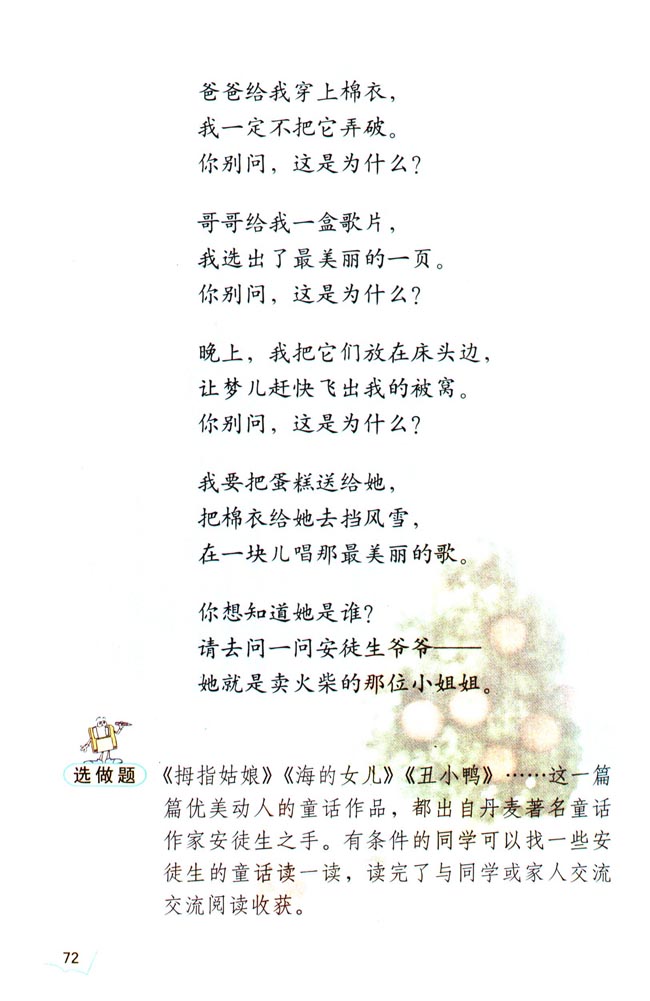 爸爸给我穿上棉衣，
我一定不把它弄破。
你别问，这是为什么？
哥哥给我一盒歌片，
我选出了最美丽的一页。
你别问，这是为什么？
晚上，我把它们放在床头边，
让梦儿赶快飞出我的被窝。
你别问，这是为什么？
我要把蛋糕送给她，
把棉衣给她去挡风雪，
在一块儿唱那最美丽的歌。
你想知道她是谁？
请去问一问安徒生爷爷——
她就是卖火柴的那位小姐姐。
选做题
《拇指姑娘》《海的女儿》《丑小鸭》……这一篇
篇优美动人的童话作品，都出自丹麦著名童话
作家安徒生之手。有条件的同学可以找一些安
徒生的童话读一读，读完了与同学或家人交流
交流阅读收获。
72